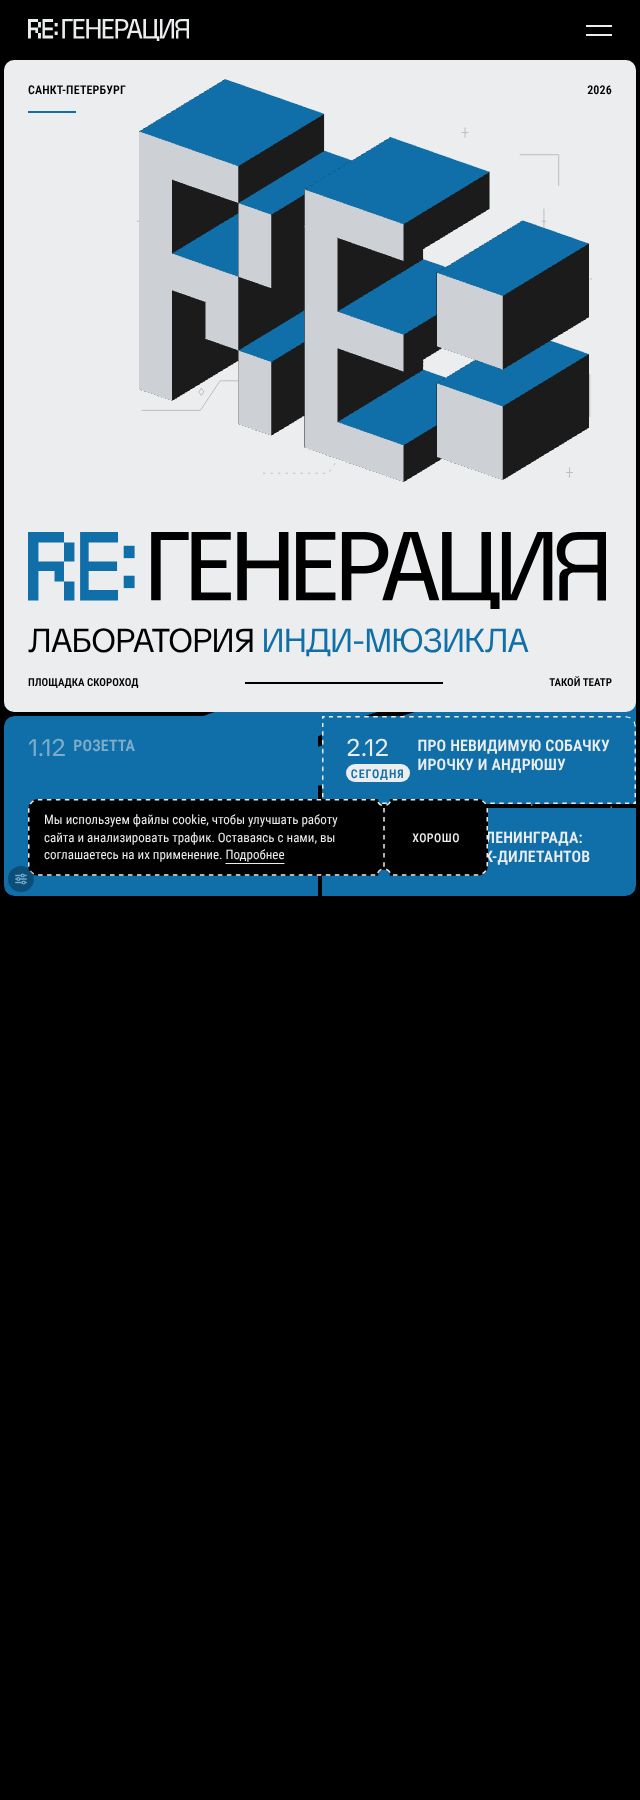 RE:ГЕНЕРАЦИЯ
САНКТ-ПЕТЕРБУРГ
2026
RE:
RE:ГЕНЕРАЦИЯ
ЛАБОРАТОРИЯ ИНДИ-МЮЗИКЛА
ПЛОЩАДКА СКОРОХОД
ТАКОЙ ТЕАТР
1.12 РОЗЕТТА
2.12
СЕГОДНЯ
ПРО НЕВИДИМУЮ СОБАЧКУ
ИРОЧКУ И АНДРЮШУ
Мы используем файлы cookie, чтобы улучшать работу
сайта и анализировать трафик. Оставаясь с нами, вы
соглашаетесь на их применение. Подробнее
ХОРОШО
ЛЕНИНГРАДА:
К-ДИЛЕТАНТОВ